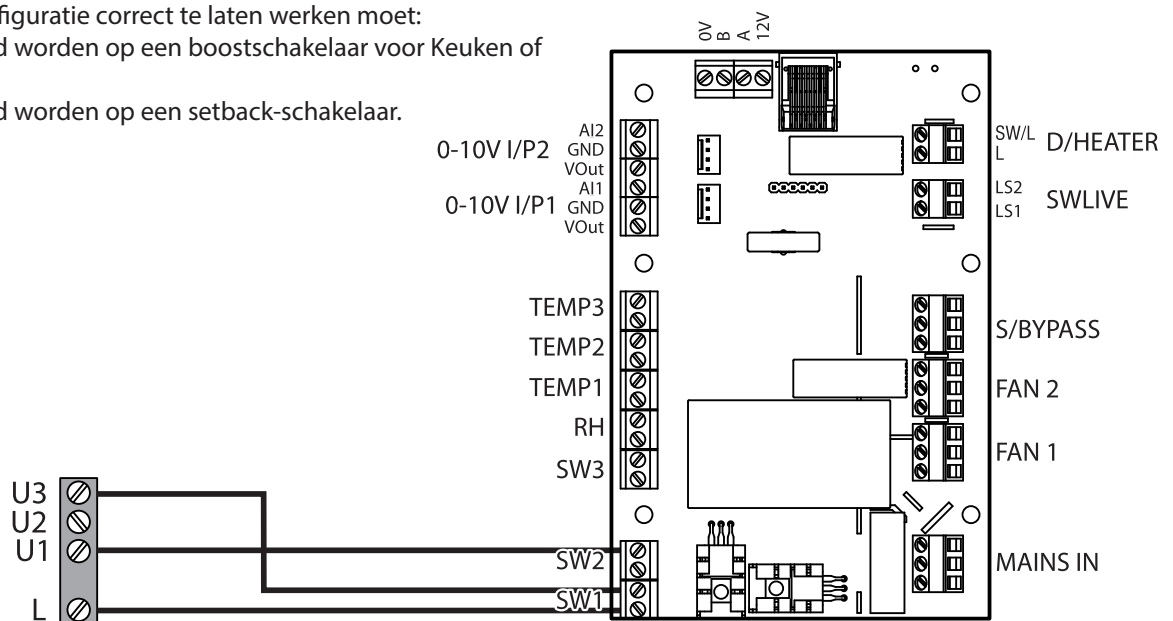 figuratie correct te laten werken moet:
worden op een boostschakelaar voor Keuken of
worden op een setback-schakelaar.
0V
B
A
12V
AI2
0-10V I/P2 GND
VOut
AI1
0-10V I/P1 GND
VOut
SW/L D/HEATER
L
LS2 SWLIVE
LS1
TEMP3
TEMP2
TEMP1
RH
SW3
S/BYPASS
FAN 2
FAN 1
U3
U2
U1
L
SW2
SW1
MAINS IN